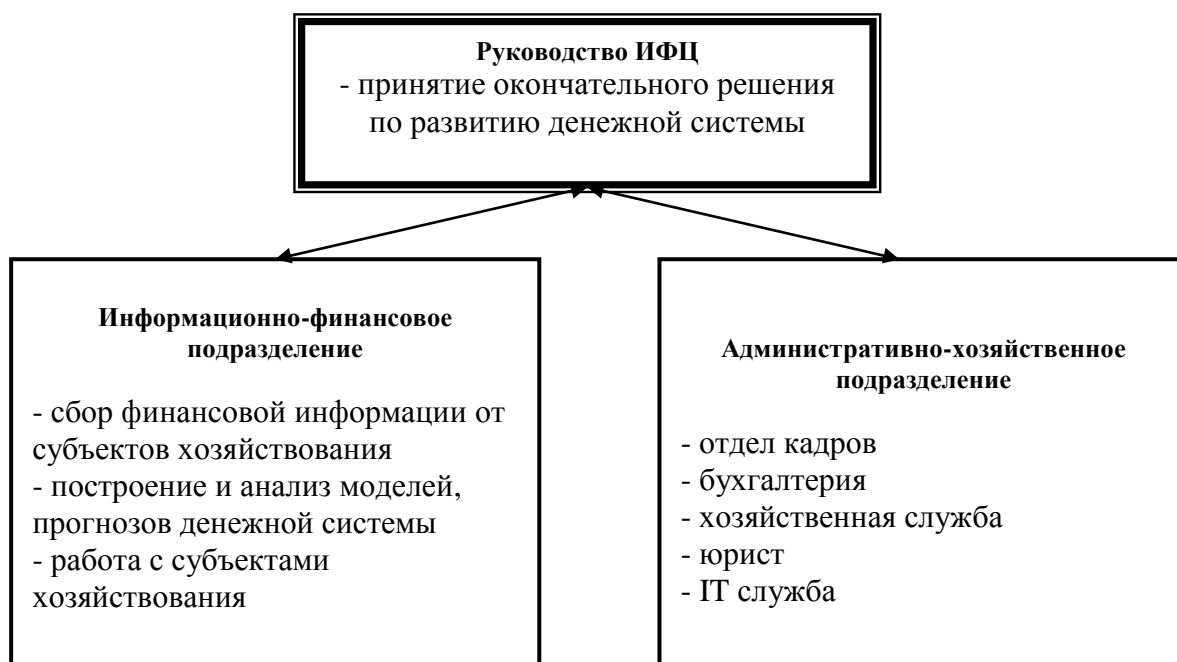 Руководство ИФЦ
- принятие окончательного решения
по развитию денежной системы
Информационно-финансовое
подразделение
- сбор финансовой информации от
субъектов хозяйствования
- построение и анализ моделей,
прогнозов денежной системы
- работа с субъектами
хозяйствования
Административно-хозяйственное
подразделение
- отдел кадров
- бухгалтерия
- хозяйственная служба
- юрист
- IT служба